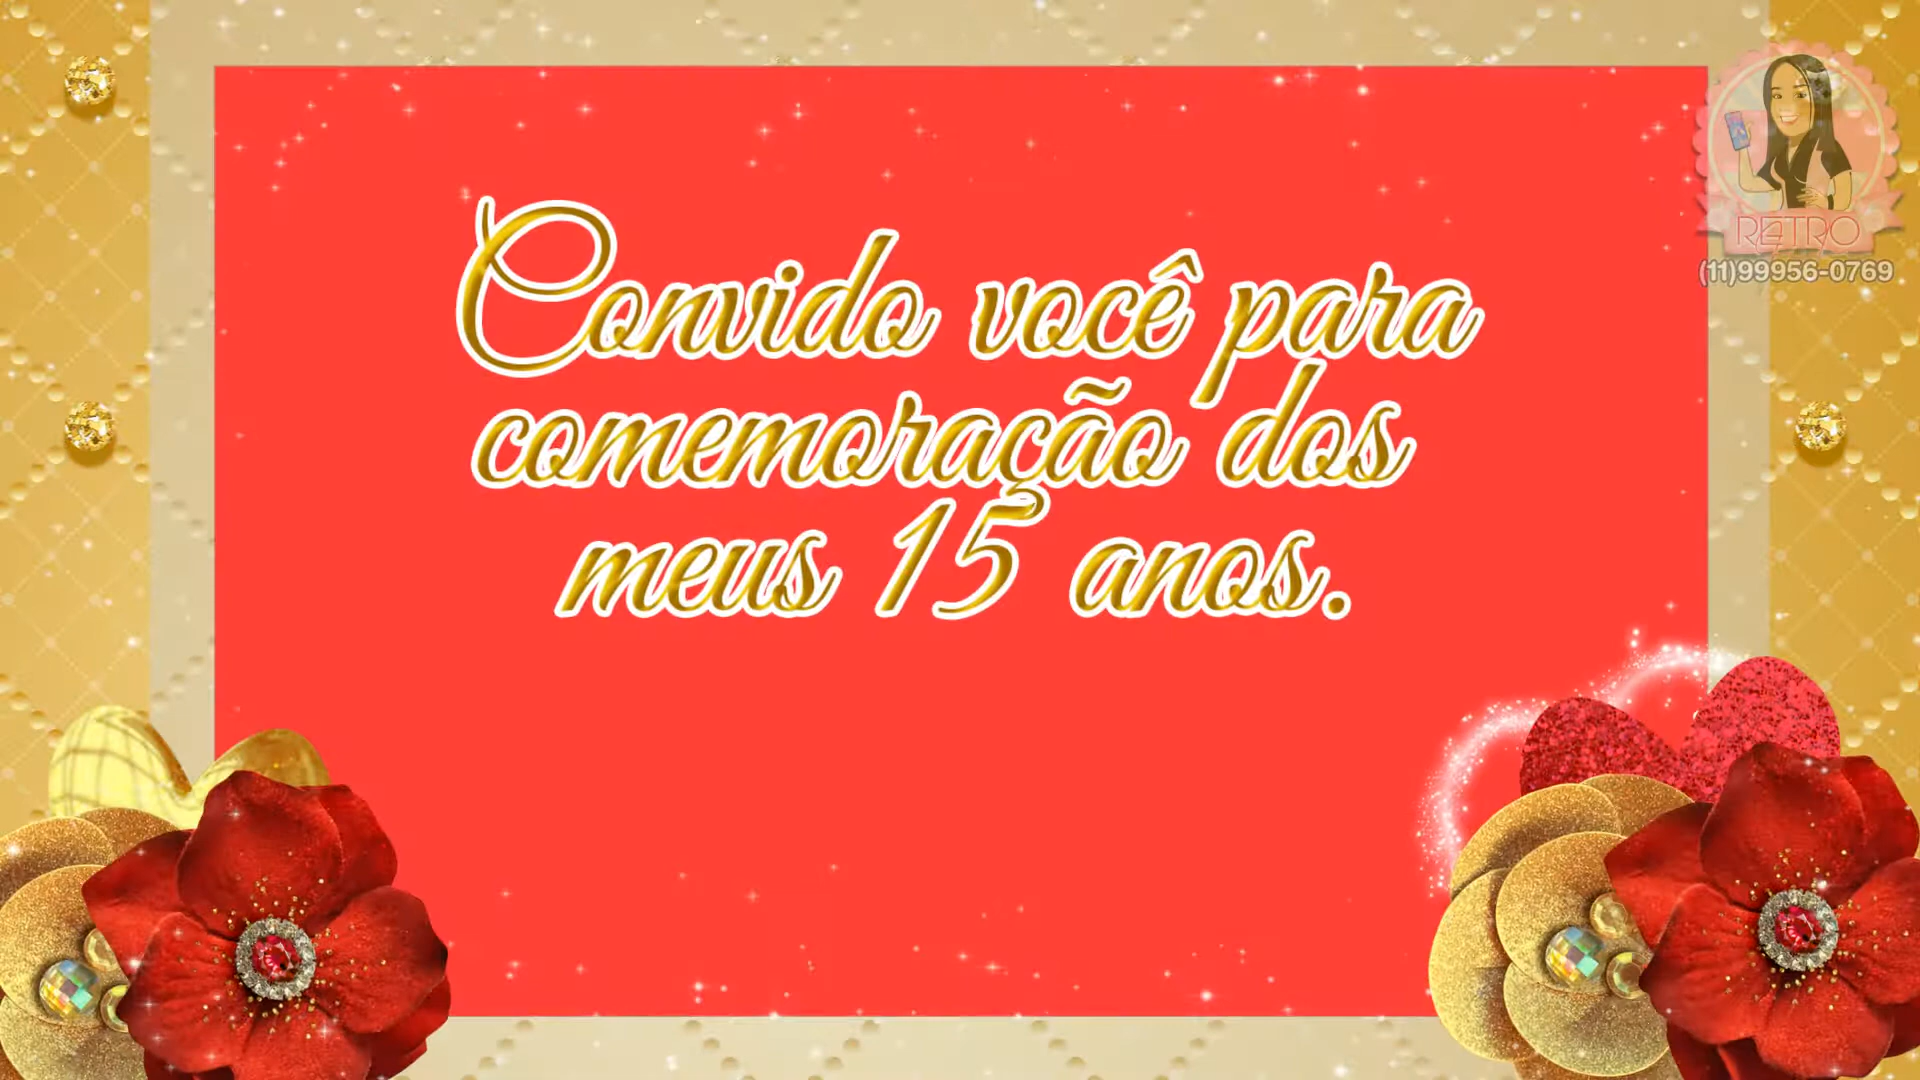 Convido você para
comemoração dos
meus 15 anos.
RETRO
(11)99956-0769